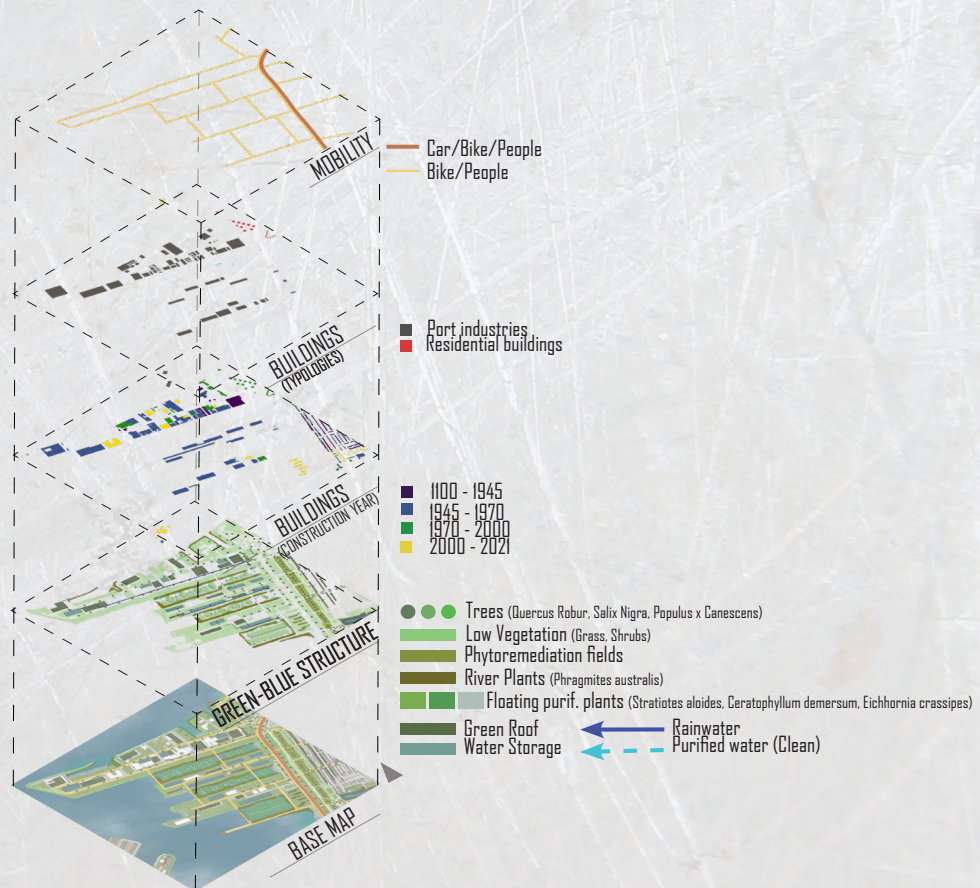 MOBILITY
Car/Bike/People
Bike/People
BUILDINGS
(TYPOLOGIES)
Port industries
Residential buildings
BUILDINGS
(CONSTRUCTION YEAR)
1100 - 1945
1945 - 1970
1970 - 2000
2000 - 2021
GREEN-BLUE STRUCTURE
Trees (Quercus Robur, Salix Nigra, Populus x Canescens)
Low Vegetation (Grass, Shrubs)
Phytoremediation fields
River Plants (Phragmites australis)
Floating purif. plants (Stratiotes aloides, Ceratophyllum demersum, Eichhornia crassipes)
Green Roof
Rainwater
Water Storage
Purified water (Clean)
BASE MAP